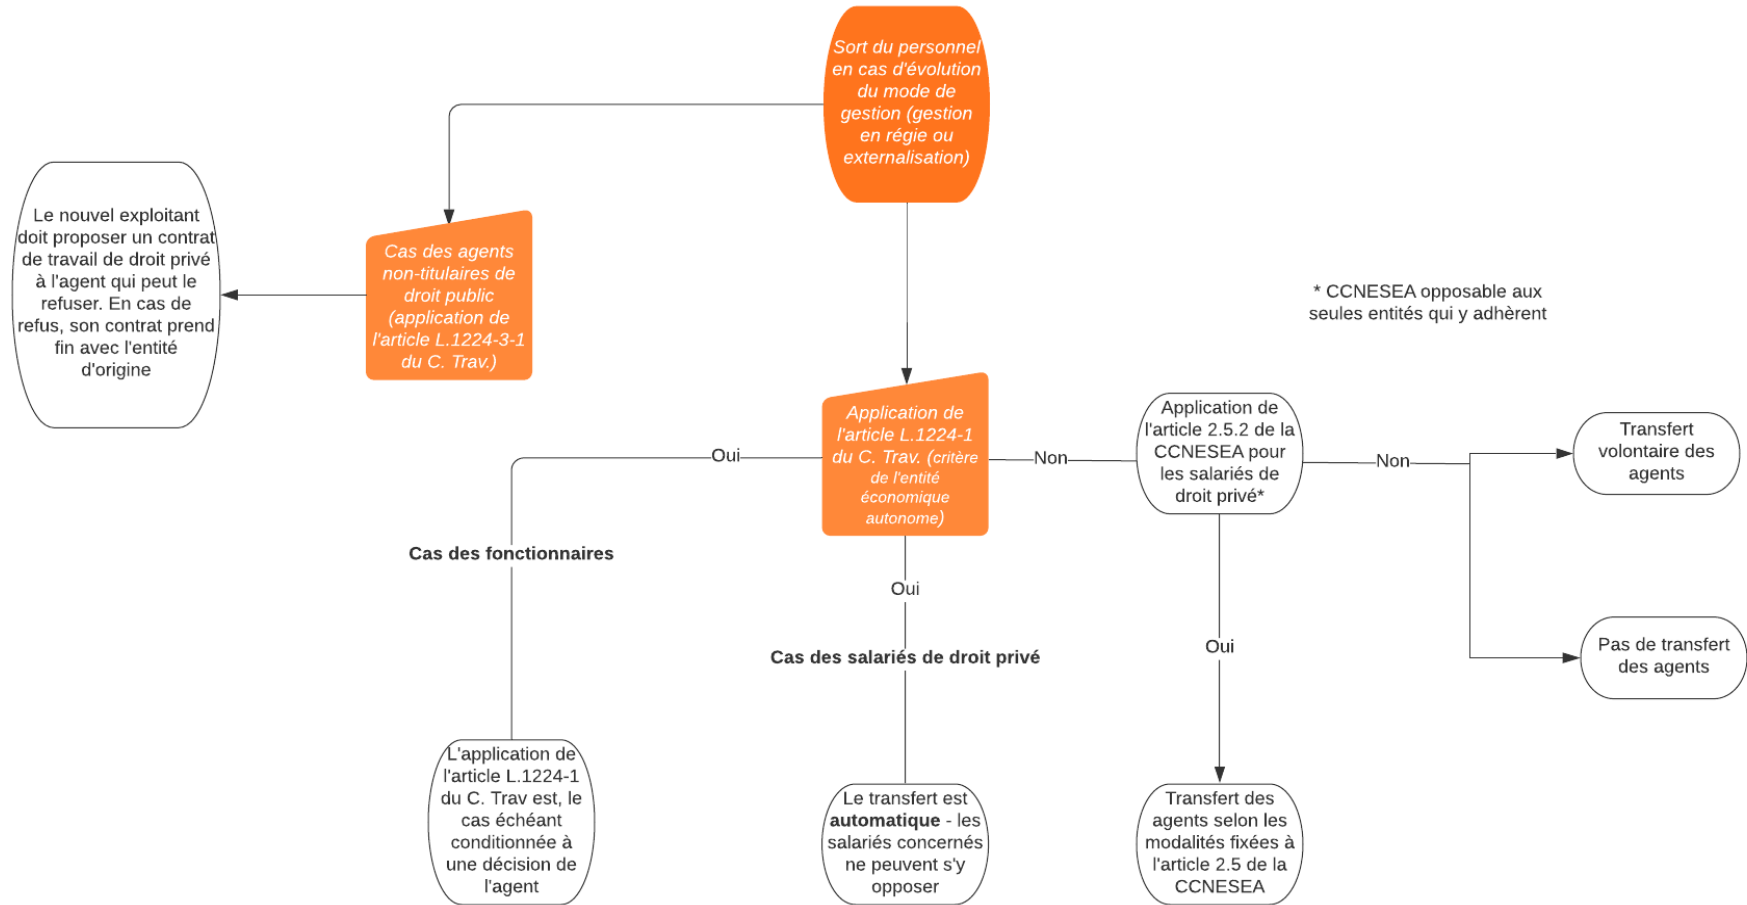 Sort du personnel
en cas d'évolution
du mode de
gestion (gestion
en régie ou
externalisation)
Le nouvel exploitant
doit proposer un contrat
de travail de droit privé
à l'agent qui peut le
refuser. En cas de
refus, son contrat prend
fin avec l'entité
d'origine
Cas des agents
non-titulaires de
droit public
(application de
l'article L.1224-3-1
du C. Trav.)
* CCNESEA opposable aux
seules entités qui y adhèrent
Oui
Application de
l'article L.1224-1
du C. Trav. (critère
de l'entité
économique
autonome)
Non
Application de
l'article 2.5.2 de la
CCNESEA pour
les salariés de
droit privé*
Non
Transfert
volontaire des
agents
Cas des fonctionnaires
Oui
Cas des salariés de droit privé
Oui
Pas de transfert
des agents
L'application de
l'article L.1224-1
du C. Trav est, le
cas échéant
conditionnée à
une décision de
l'agent
Le transfert est
automatique - les
salariés concernés
ne peuvent s'y
opposer
Transfert des
agents selon les
modalités fixées à
l'article 2.5 de la
CCNESEA